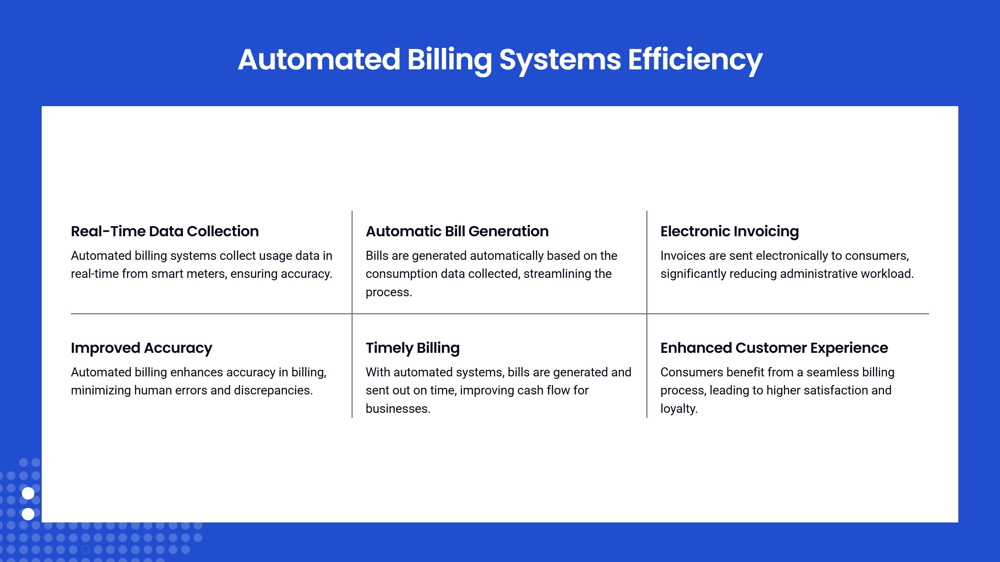 Automated Billing Systems Efficiency
Real-Time Data Collection
Automated billing systems collect usage data in
real-time from smart meters, ensuring accuracy.
Automatic Bill Generation
Bills are generated automatically based on the
consumption data collected, streamlining the
process.
Electronic Invoicing
Invoices are sent electronically to consumers,
significantly reducing administrative workload.
Improved Accuracy
Automated billing enhances accuracy in billing,
minimizing human errors and discrepancies.
Timely Billing
With automated systems, bills are generated and
sent out on time, improving cash flow for
businesses.
Enhanced Customer Experience
Consumers benefit from a seamless billing
process, leading to higher satisfaction and
loyalty.